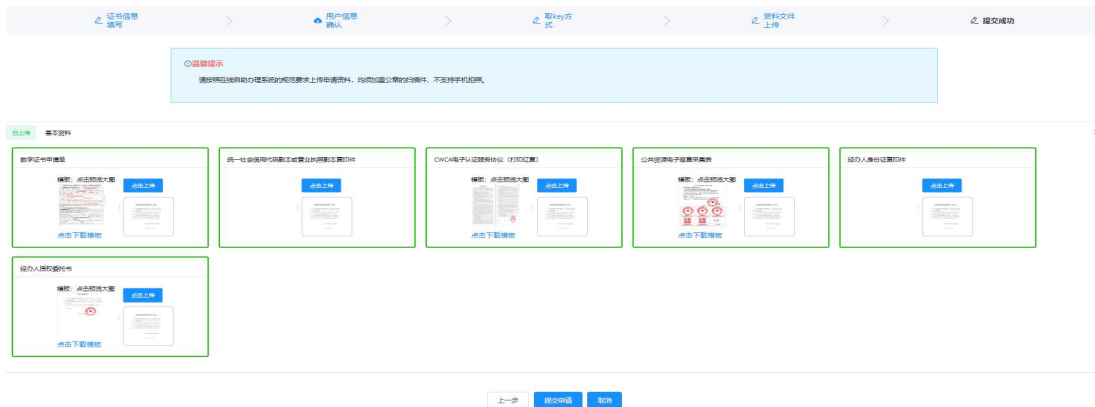 证书信息
填写
用户信息
确认
取key方
式
资料文件
上传
提交成功
温馨提示
请按照在线自助办理系统的规范要求上传申请资料，均须加盖公章的扫描件，不支持手机拍照。
已上传 基本资料
数字证书申请单
统一社会信用代码副本或营业执照副本复印件
CWCA电子认证服务协议（打印红章）
公共资源电子签章采集表
经办人身份证复印件
模板：点击预览大图
点击上传
点击上传
模板：点击预览大图
点击上传
模板：点击预览大图
点击上传
点击上传
点击下载模板
点击下载模板
点击下载模板
经办人授权委托书
模板：点击预览大图
点击上传
点击下载模板
上一步 提交申请 取消